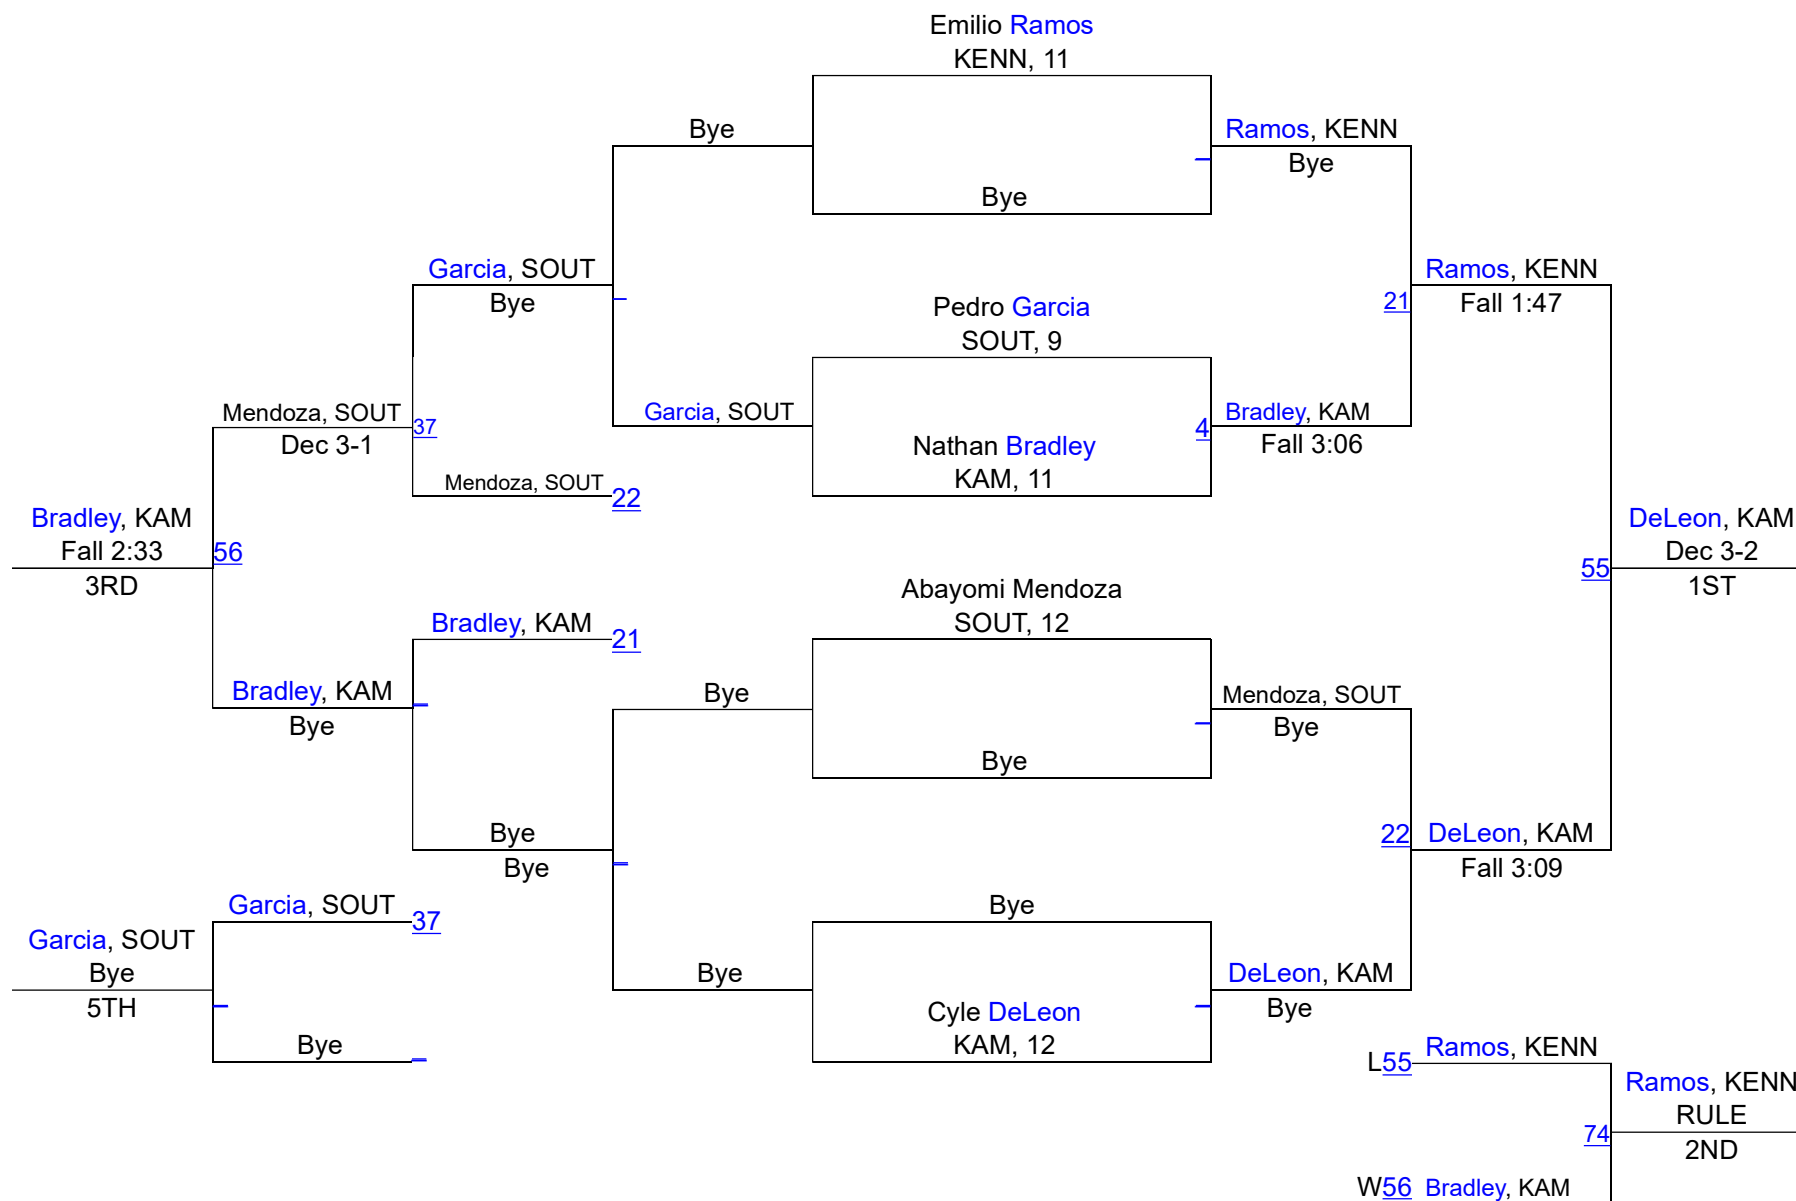 Emilio Ramos
KENN, 11
Bye
Ramos, KENN
Bye
Bye
Garcia, SOUT
Bye
Ramos, KENN
Fall 1:47
21
Pedro Garcia
SOUT, 9
Mendoza, SOUT
Dec 3-1
37
Garcia, SOUT
Nathan Bradley
KAM, 11
4
Bradley, KAM
Fall 3:06
Mendoza, SOUT
22
Bradley, KAM
Fall 2:33
3RD
56
DeLeon, KAM
Dec 3-2
1ST
55
Abayomi Mendoza
SOUT, 12
Bradley, KAM
21
Bradley, KAM
Bye
Bye
Mendoza, SOUT
Bye
Bye
Bye
Bye
22
DeLeon, KAM
Fall 3:09
Garcia, SOUT
37
Garcia, SOUT
Bye
5TH
Bye
Bye
Bye
Cyle DeLeon
KAM, 12
DeLeon, KAM
Bye
L55
Ramos, KENN
Ramos, KENN
RULE
2ND
74
W56
Bradley, KAM